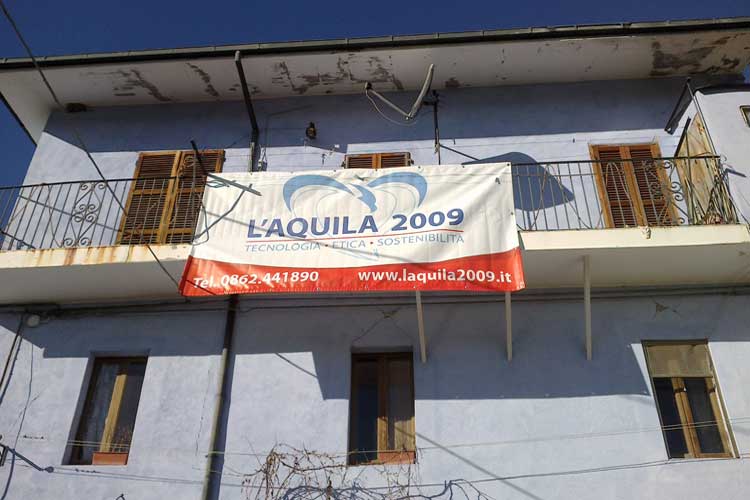 L'AQUILA 2009
TECNOLOGIA • ETICA • SOSTENIBILITÀ
Tel. 0862.441890 www.laquila2009.it